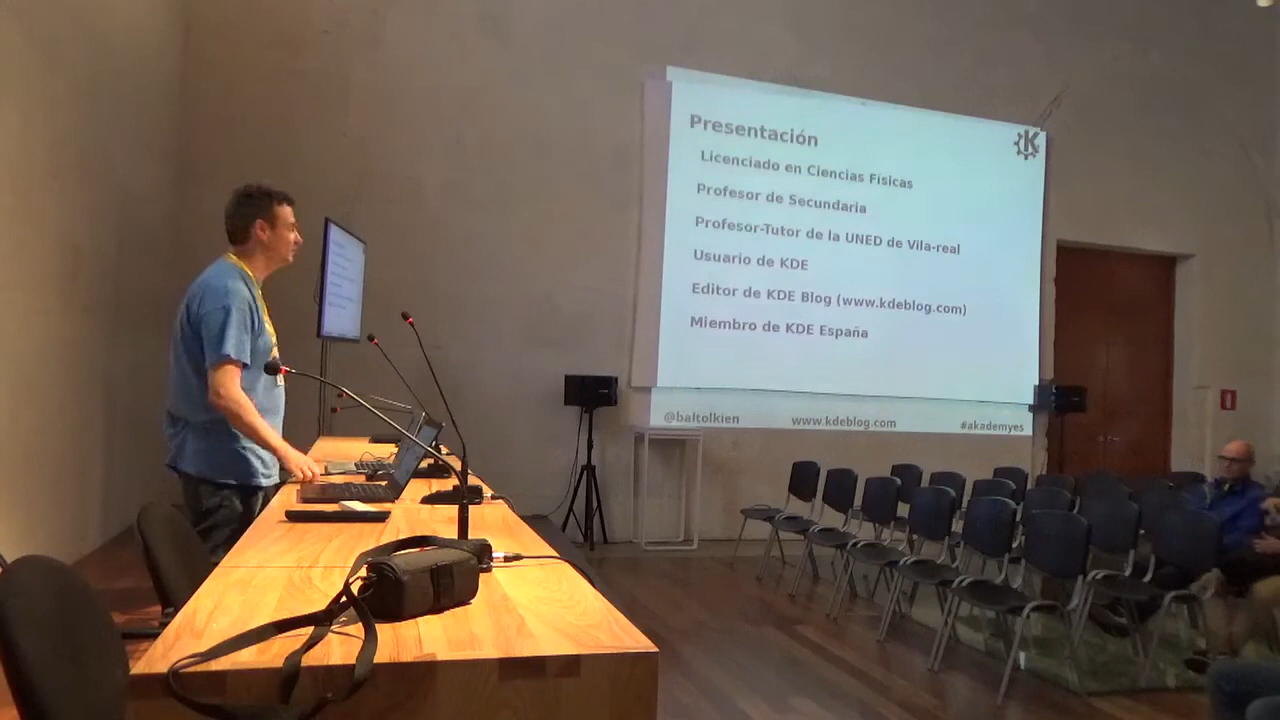 Presentación
K
Licenciado en Ciencias Físicas
Profesor de Secundaria
Profesor-Tutor de la UNED de Vila-real
Usuario de KDE
Editor de KDE Blog (www.kdeblog.com)
Miembro de KDE España
@baltolkien www.kdeblog.com #akademyes